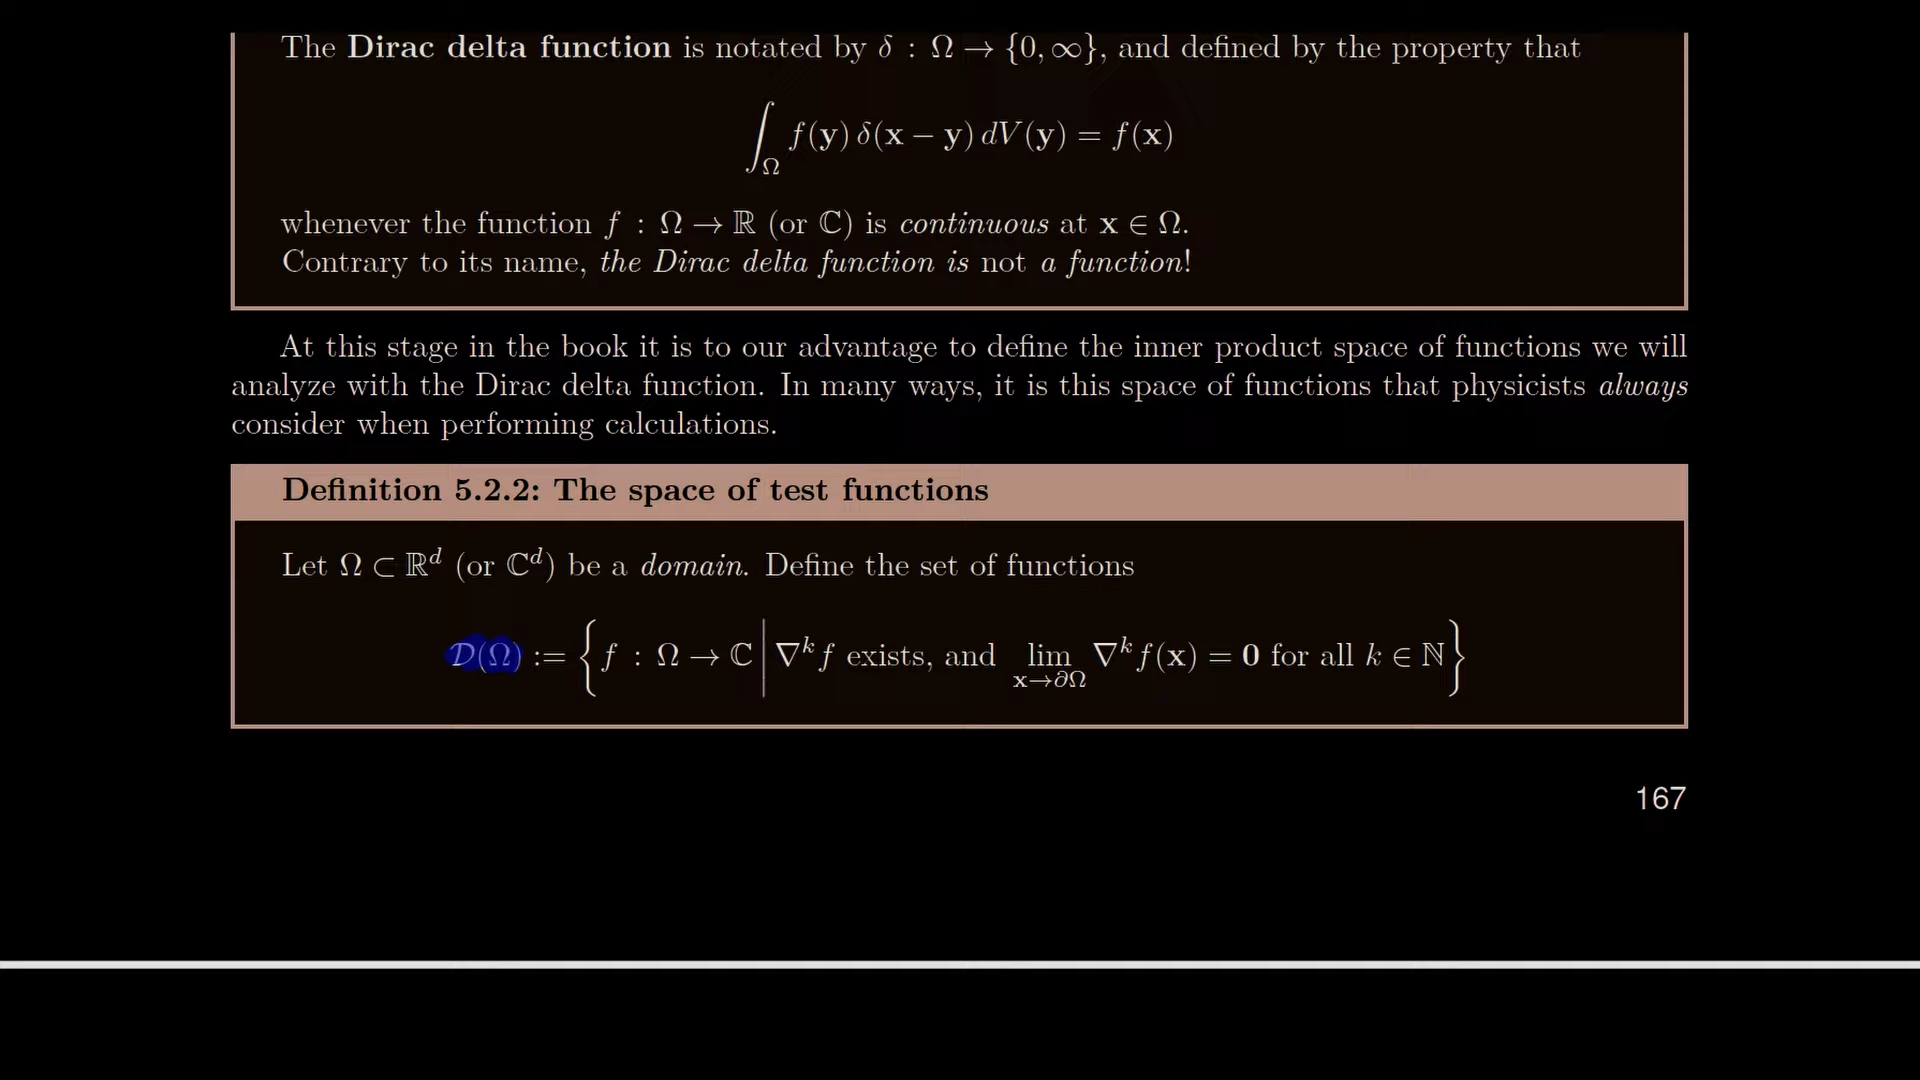 The Dirac delta function is notated by δ : Ω → {0, ∞}, and defined by the property that
∫_Ω f(y) δ(x − y) dV(y) = f(x)
whenever the function f : Ω → ℝ (or ℂ) is continuous at x ∈ Ω.
Contrary to its name, the Dirac delta function is not a function!
At this stage in the book it is to our advantage to define the inner product space of functions we will
analyze with the Dirac delta function. In many ways, it is this space of functions that physicists always
consider when performing calculations.
Definition 5.2.2: The space of test functions
Let Ω ⊂ ℝ^d (or ℂ^d) be a domain. Define the set of functions
𝒟(Ω) := { f : Ω → ℂ | ∇^k f exists, and lim_{x→∂Ω} ∇^k f(x) = 0 for all k ∈ ℕ }
167